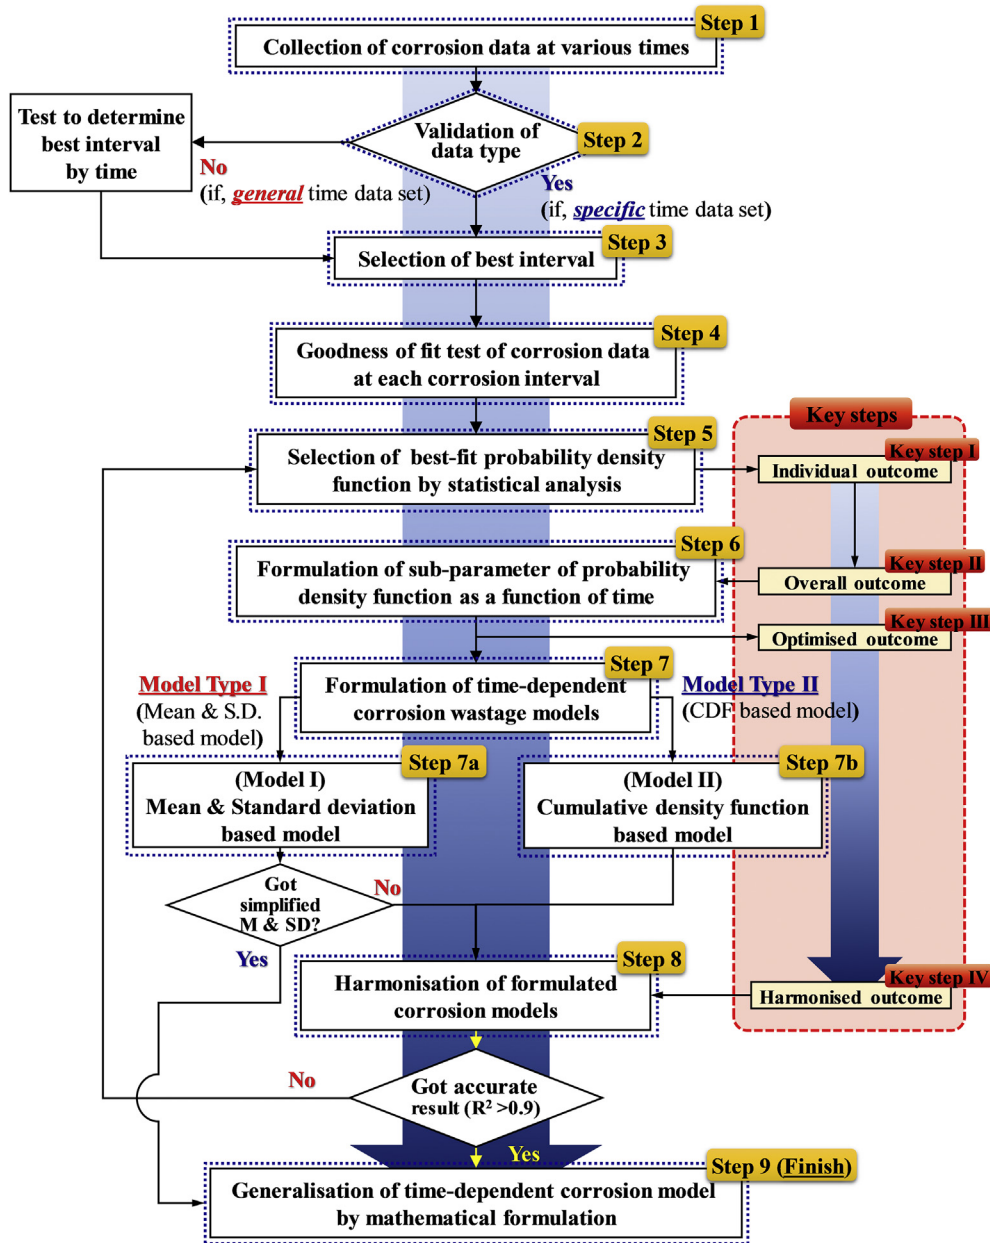 Step 1
Collection of corrosion data at various times
Test to determine
best interval
by time
Validation of
data type
Step 2
No
(if, general time data set)
Yes
(if, specific time data set)
Step 3
Selection of best interval
Step 4
Goodness of fit test of corrosion data
at each corrosion interval
Key steps
Step 5
Selection of best-fit probability density
function by statistical analysis
Key step I
Individual outcome
Step 6
Formulation of sub-parameter of probability
density function as a function of time
Key step II
Overall outcome
Key step III
Optimised outcome
Step 7
Formulation of time-dependent
corrosion wastage models
Model Type I
(Mean & S.D.
based model)
Model Type II
(CDF based model)
Step 7a
(Model I)
Mean & Standard deviation
based model
Step 7b
(Model II)
Cumulative density function
based model
Got
simplified
M & SD?
No
Yes
Step 8
Harmonisation of formulated
corrosion models
Key step IV
Harmonised outcome
No
Got accurate
result (R² >0.9)
Yes
Step 9 (Finish)
Generalisation of time-dependent corrosion model
by mathematical formulation